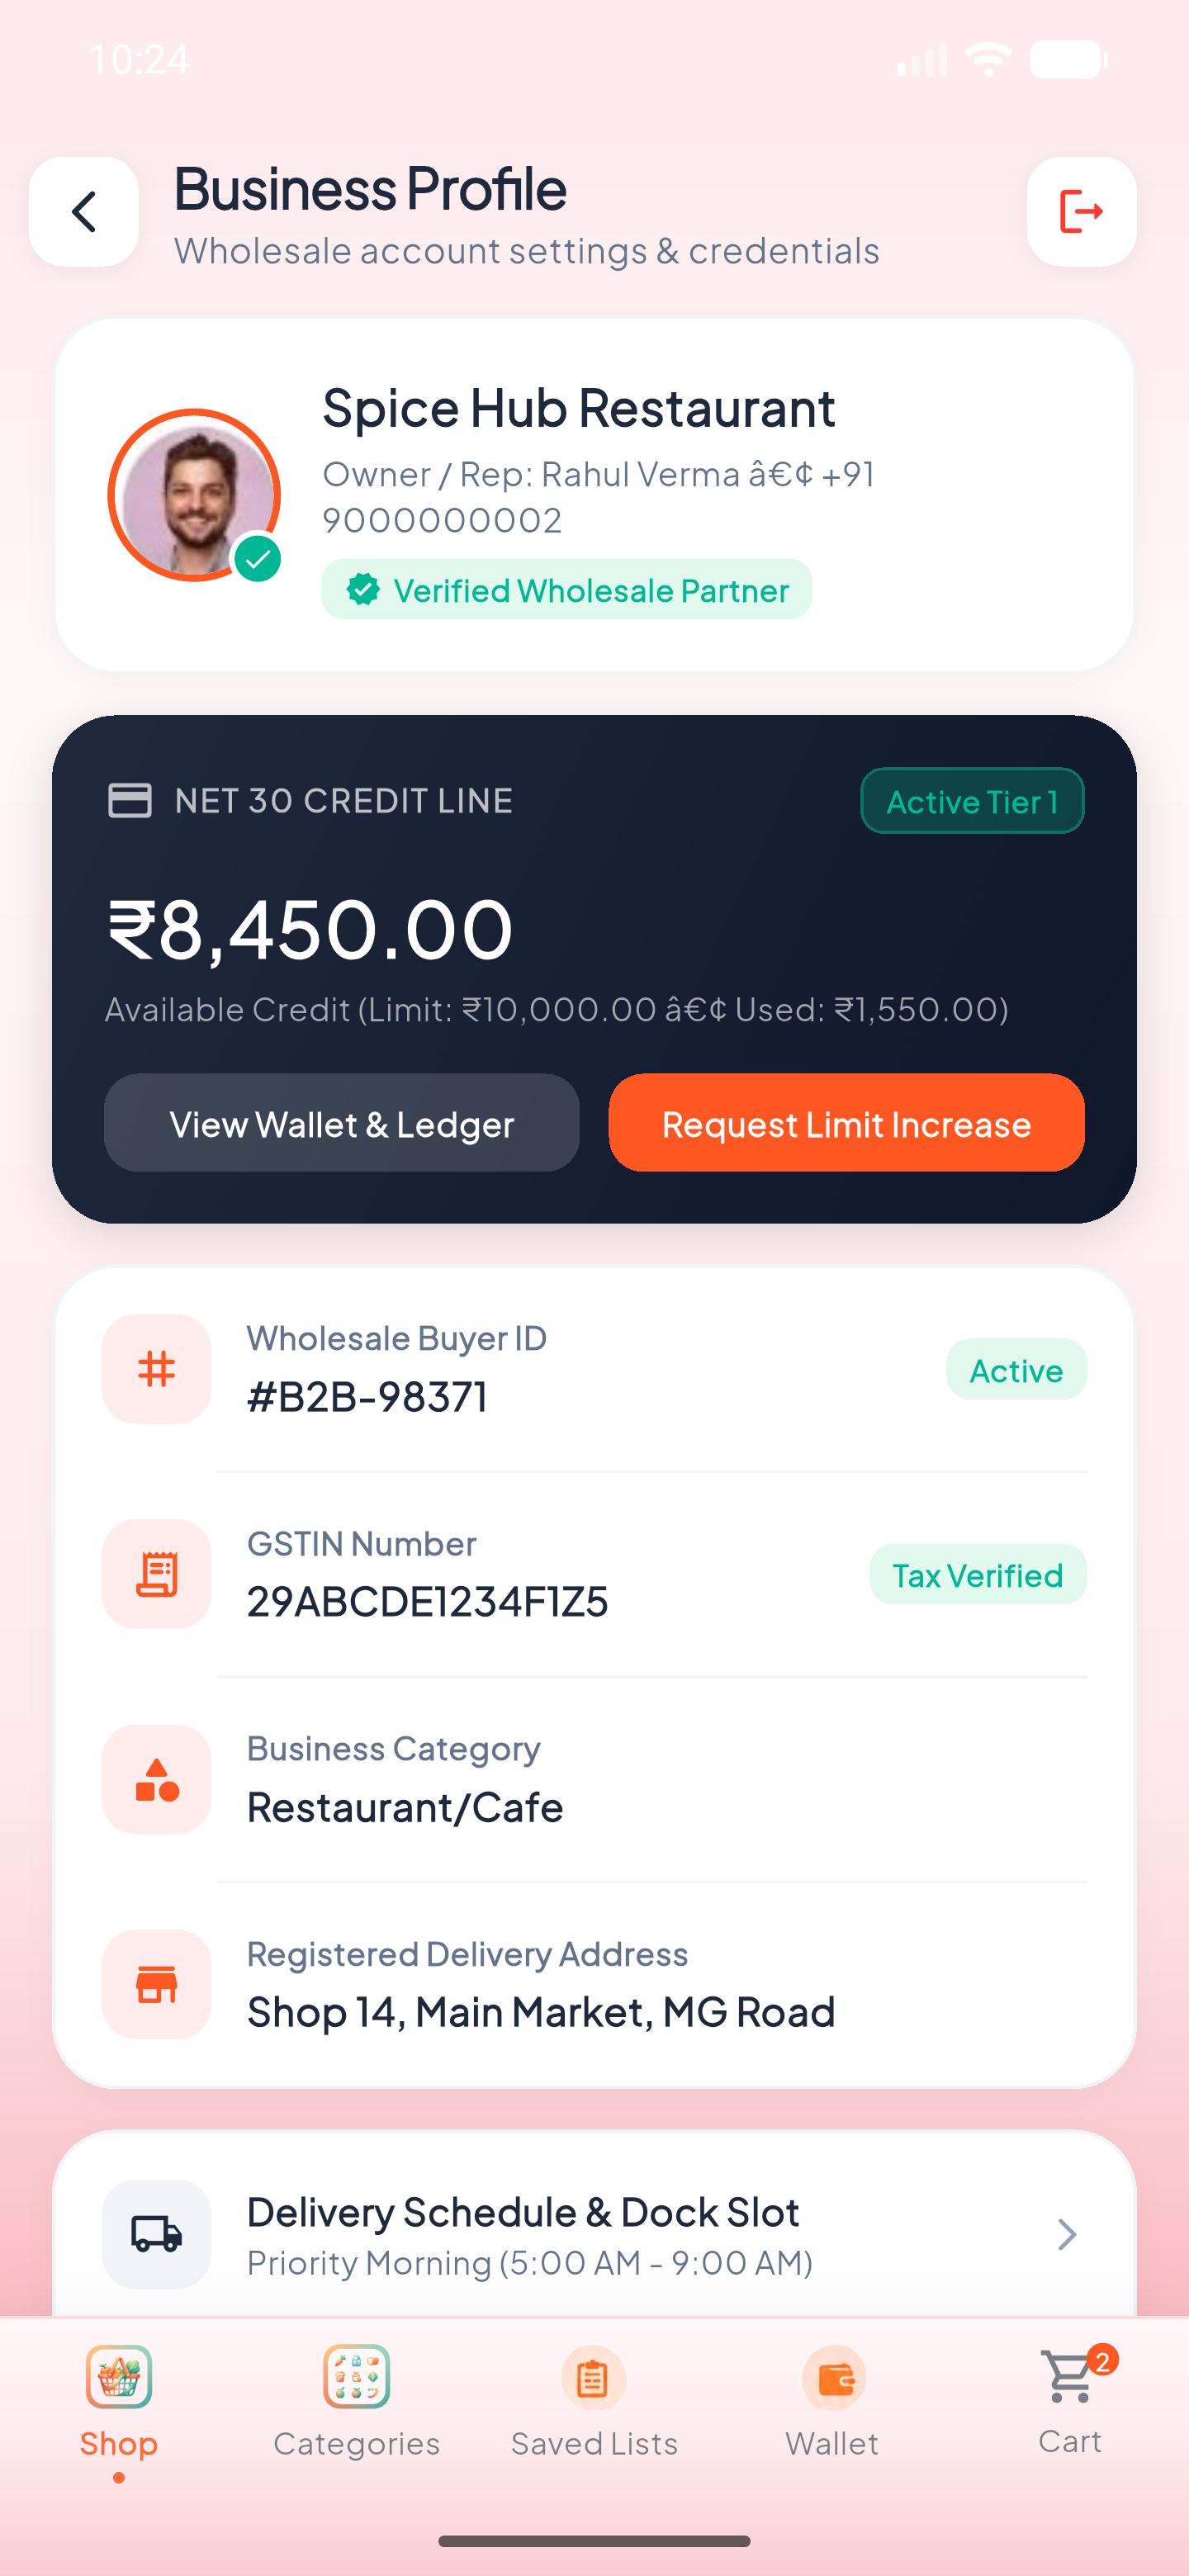 10:24
Business Profile
Wholesale account settings & credentials
Spice Hub Restaurant
Owner / Rep: Rahul Verma â€¢ +91
9000000002
Verified Wholesale Partner
NET 30 CREDIT LINE
Active Tier 1
₹8,450.00
Available Credit (Limit: ₹10,000.00 â€¢ Used: ₹1,550.00)
View Wallet & Ledger
Request Limit Increase
Wholesale Buyer ID
#B2B-98371
Active
GSTIN Number
29ABCDE1234F1Z5
Tax Verified
Business Category
Restaurant/Cafe
Registered Delivery Address
Shop 14, Main Market, MG Road
Delivery Schedule & Dock Slot
Priority Morning (5:00 AM - 9:00 AM)
2
Shop
Categories
Saved Lists
Wallet
Cart